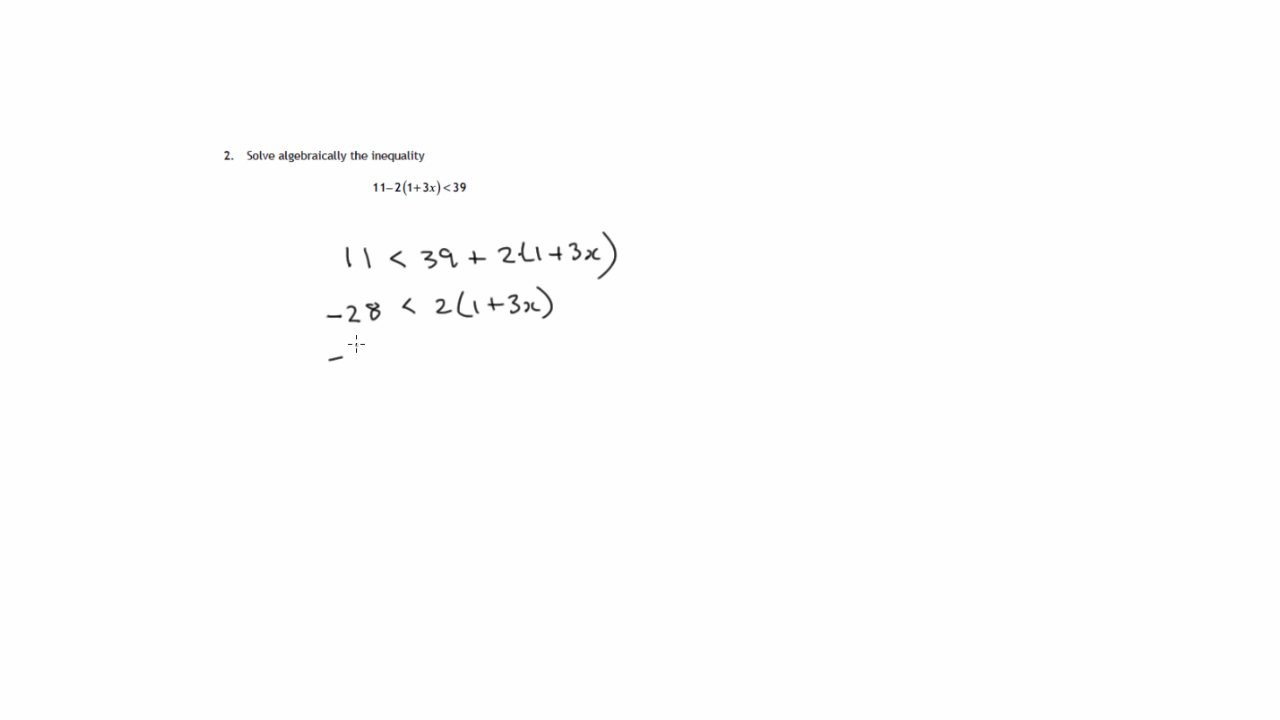 2. Solve algebraically the inequality
11–2(1+3x)<39
11 < 39 + 2(1+3x)
-28 < 2(1+3x)
-